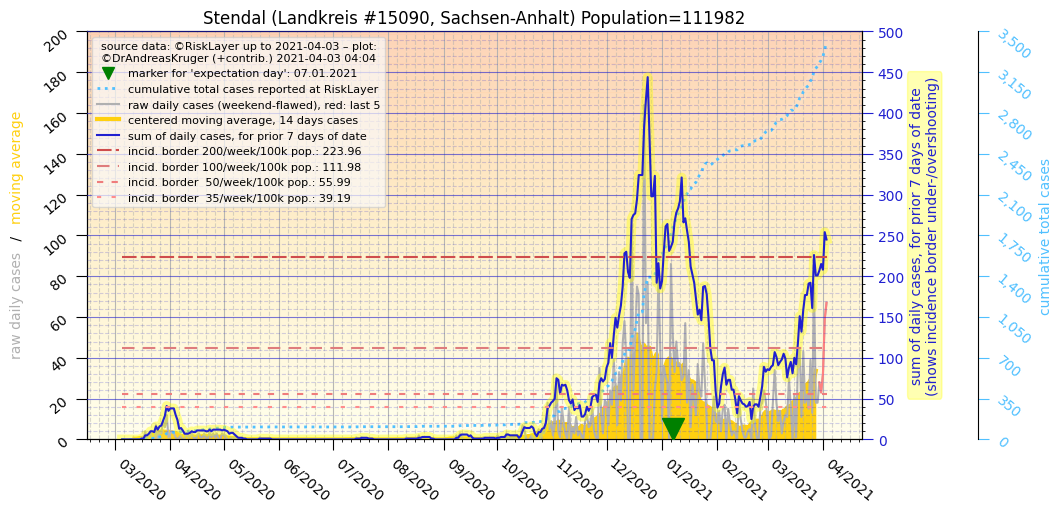 Stendal (Landkreis #15090, Sachsen-Anhalt) Population=111982
source data: ©RiskLayer up to 2021-04-03 – plot:
©DrAndreasKruger (+contrib.) 2021-04-03 04:04
marker for 'expectation day': 07.01.2021
cumulative total cases reported at RiskLayer
raw daily cases (weekend-flawed), red: last 5
centered moving average, 14 days cases
sum of daily cases, for prior 7 days of date
incid. border 200/week/100k pop.: 223.96
incid. border 100/week/100k pop.: 111.98
incid. border  50/week/100k pop.: 55.99
incid. border  35/week/100k pop.: 39.19
raw daily cases / moving average
200
180
160
140
120
100
80
60
40
20
0
03/2020
04/2020
05/2020
06/2020
07/2020
08/2020
09/2020
10/2020
11/2020
12/2020
01/2021
02/2021
03/2021
04/2021
500
450
400
350
300
250
200
150
100
50
0
sum of daily cases, for prior 7 days of date
(shows incidence border under-/overshooting)
3,500
3,150
2,800
2,450
2,100
1,750
1,400
1,050
700
350
0
cumulative total cases